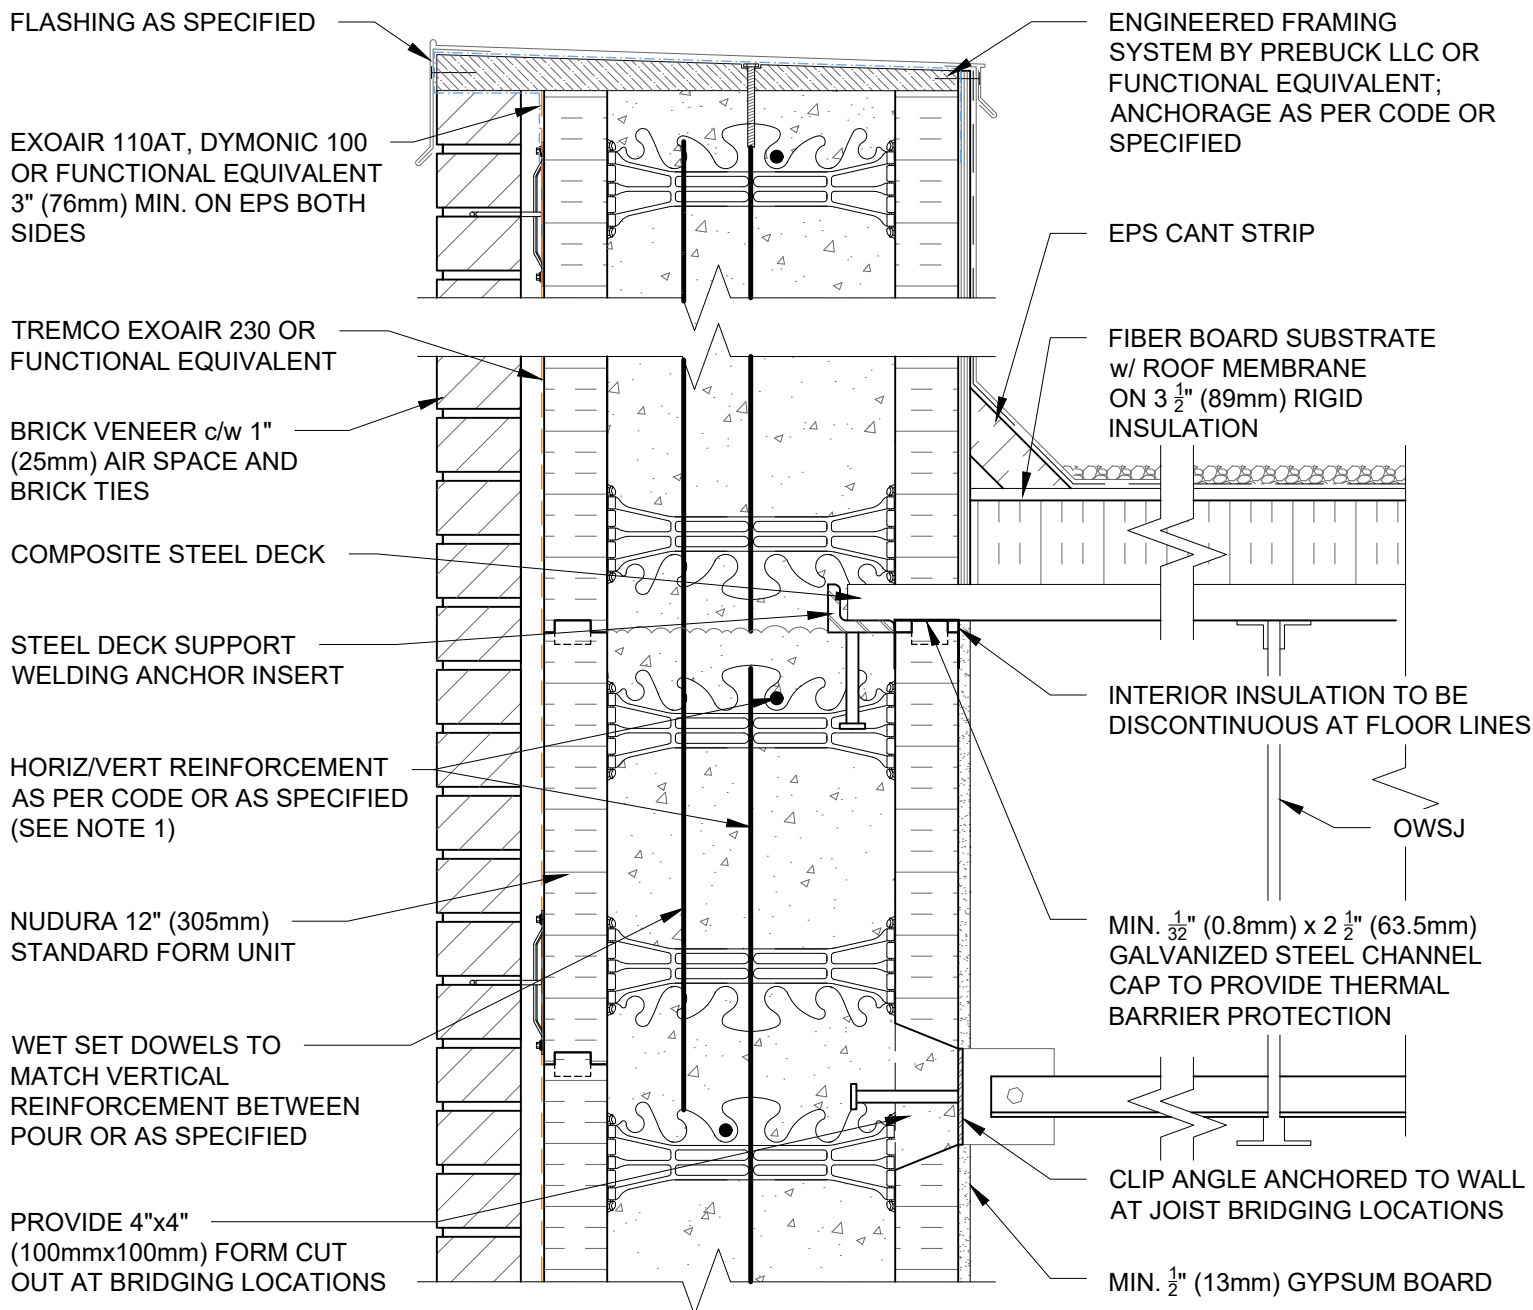 FLASHING AS SPECIFIED
EXOAIR 110AT, DYMONIC 100
OR FUNCTIONAL EQUIVALENT
3" (76mm) MIN. ON EPS BOTH
SIDES
TREMCO EXOAIR 230 OR
FUNCTIONAL EQUIVALENT
BRICK VENEER c/w 1"
(25mm) AIR SPACE AND
BRICK TIES
COMPOSITE STEEL DECK
STEEL DECK SUPPORT
WELDING ANCHOR INSERT
HORIZ/VERT REINFORCEMENT
AS PER CODE OR AS SPECIFIED
(SEE NOTE 1)
NUDURA 12" (305mm)
STANDARD FORM UNIT
WET SET DOWELS TO
MATCH VERTICAL
REINFORCEMENT BETWEEN
POUR OR AS SPECIFIED
PROVIDE 4"x4"
(100mmx100mm) FORM CUT
OUT AT BRIDGING LOCATIONS
ENGINEERED FRAMING
SYSTEM BY PREBUCK LLC OR
FUNCTIONAL EQUIVALENT;
ANCHORAGE AS PER CODE OR
SPECIFIED
EPS CANT STRIP
FIBER BOARD SUBSTRATE
w/ ROOF MEMBRANE
ON 3 1/2" (89mm) RIGID
INSULATION
INTERIOR INSULATION TO BE
DISCONTINUOUS AT FLOOR LINES
OWSJ
MIN. 1/32" (0.8mm) x 2 1/2" (63.5mm)
GALVANIZED STEEL CHANNEL
CAP TO PROVIDE THERMAL
BARRIER PROTECTION
CLIP ANGLE ANCHORED TO WALL
AT JOIST BRIDGING LOCATIONS
MIN. 1/2" (13mm) GYPSUM BOARD